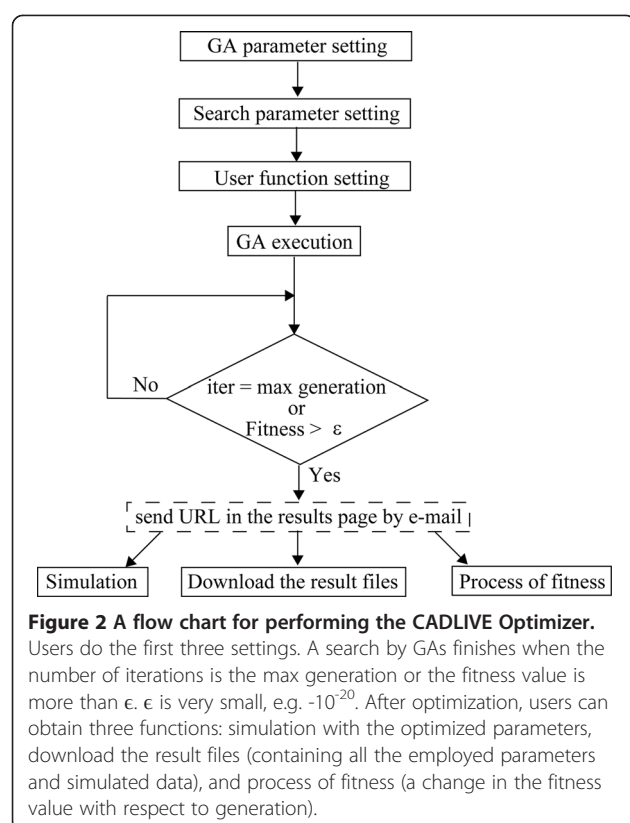 GA parameter setting
Search parameter setting
User function setting
GA execution
No
iter = max generation
or
Fitness > ε
Yes
send URL in the results page by e-mail
Simulation
Download the result files
Process of fitness
Figure 2 A flow chart for performing the CADLIVE Optimizer.
Users do the first three settings. A search by GAs finishes when the
number of iterations is the max generation or the fitness value is
more than ϵ. ϵ is very small, e.g. -10⁻²⁰. After optimization, users can
obtain three functions: simulation with the optimized parameters,
download the result files (containing all the employed parameters
and simulated data), and process of fitness (a change in the fitness
value with respect to generation).